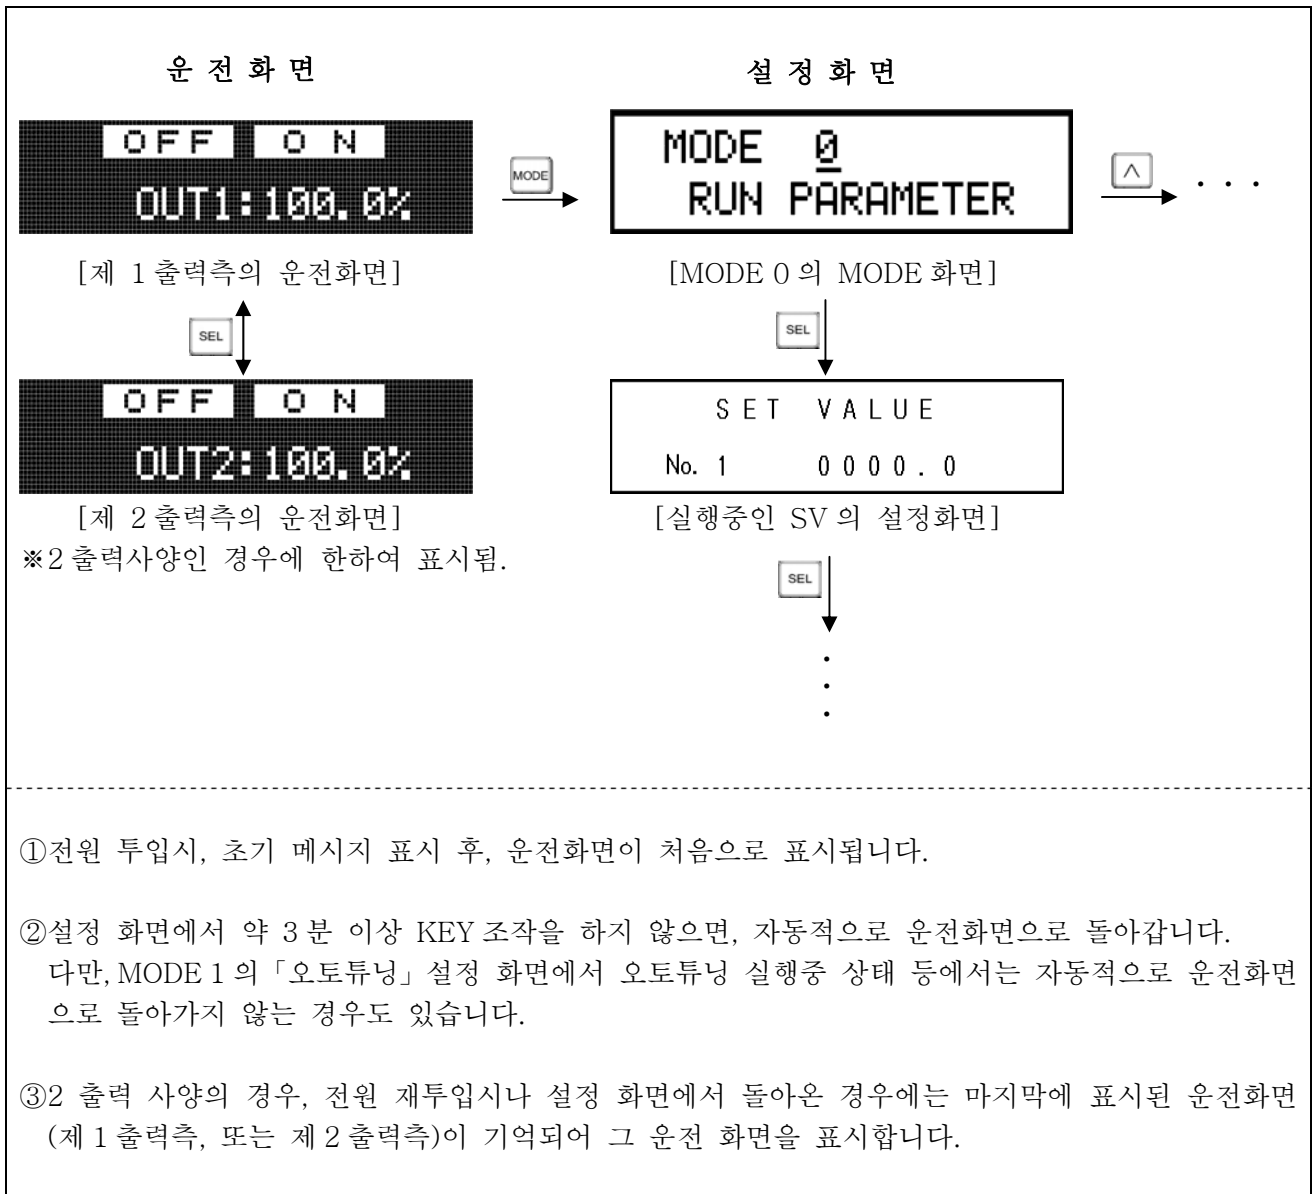 운 전 화 면
설 정 화 면
OFF ON
OUT1:100.0%
MODE
MODE 0
RUN PARAMETER
∧
· · ·
[제 1 출력측의 운전화면]
[MODE 0 의 MODE 화면]
SEL
SEL
OFF ON
OUT2:100.0%
SET VALUE
No. 1 0000.0
[제 2 출력측의 운전화면]
[실행중인 SV 의 설정화면]
※2 출력사양인 경우에 한하여 표시됨.
SEL
·
·
·
①전원 투입시, 초기 메시지 표시 후, 운전화면이 처음으로 표시됩니다.
②설정 화면에서 약 3 분 이상 KEY 조작을 하지 않으면, 자동적으로 운전화면으로 돌아갑니다.
다만, MODE 1 의「오토튜닝」설정 화면에서 오토튜닝 실행중 상태 등에서는 자동적으로 운전화면
으로 돌아가지 않는 경우도 있습니다.
③2 출력 사양의 경우, 전원 재투입시나 설정 화면에서 돌아온 경우에는 마지막에 표시된 운전화면
(제 1 출력측, 또는 제 2 출력측)이 기억되어 그 운전 화면을 표시합니다.